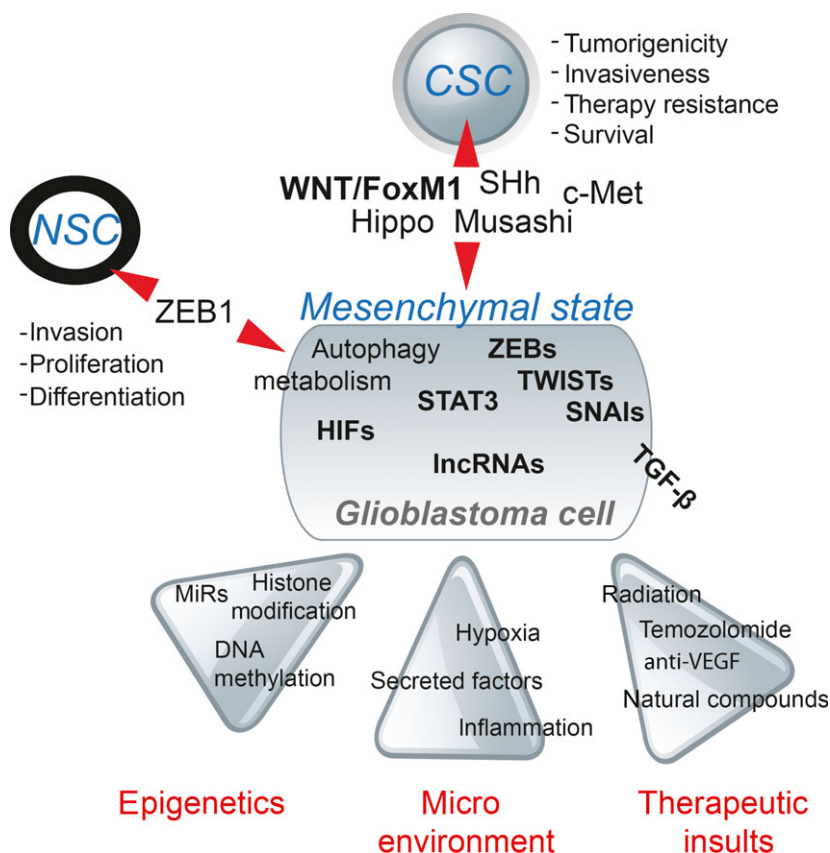 CSC
- Tumorigenicity
- Invasiveness
- Therapy resistance
- Survival
WNT/FoxM1 SHh c-Met
Hippo Musashi
NSC
ZEB1
-Invasion
-Proliferation
-Differentiation
Mesenchymal state
Autophagy
metabolism
ZEBs
TWISTs
STAT3
SNAIs
HIFs
lncRNAs
TGF-β
Glioblastoma cell
MiRs
Histone
modification
DNA
methylation
Hypoxia
Secreted factors
Inflammation
Radiation
Temozolomide
anti-VEGF
Natural compounds
Epigenetics
Micro
environment
Therapeutic
insults